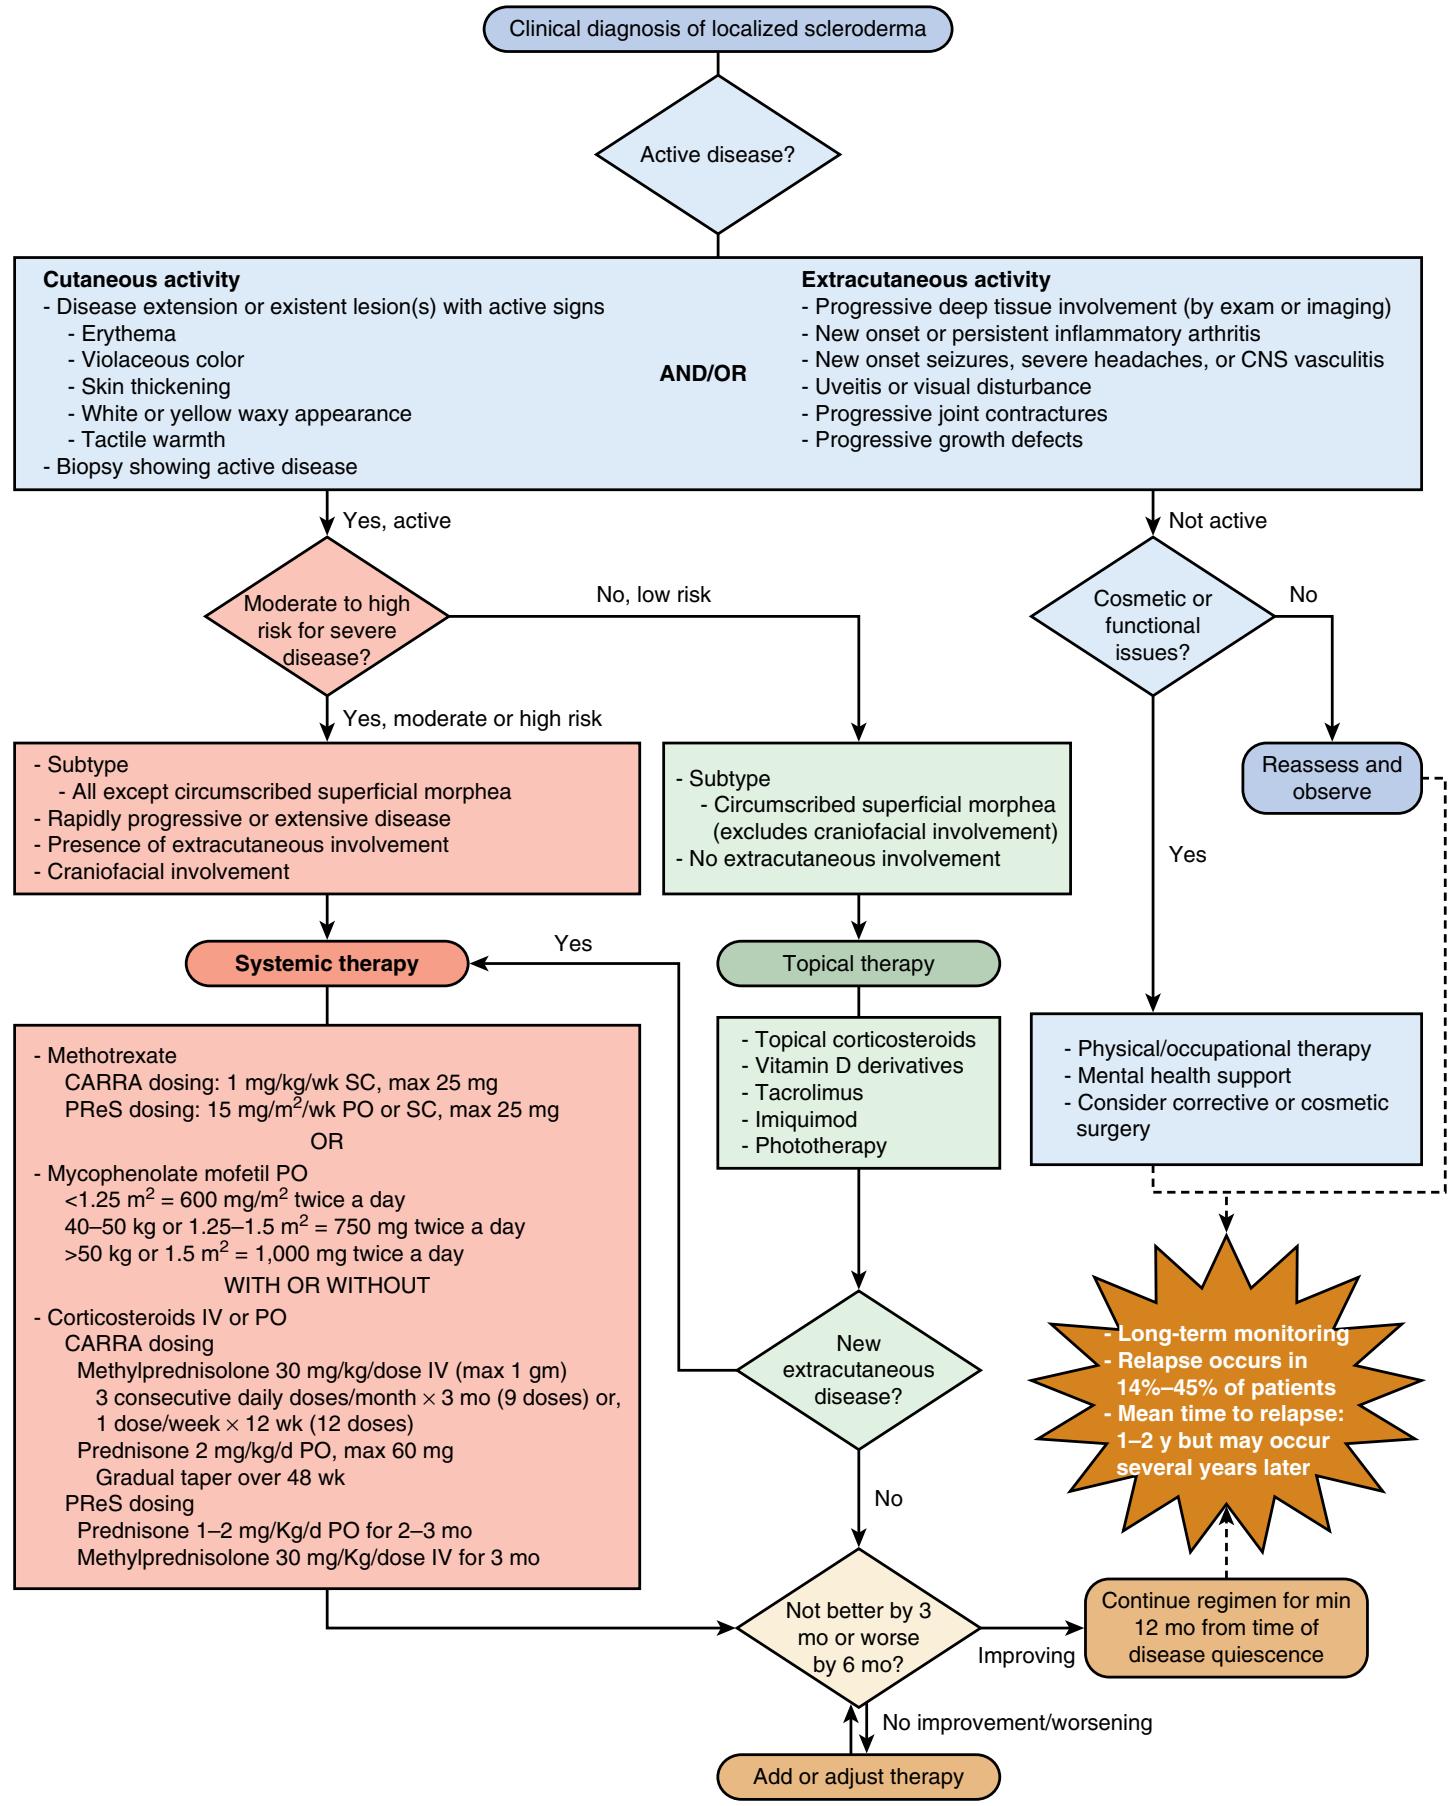 Clinical diagnosis of localized scleroderma
Active disease?
Cutaneous activity
- Disease extension or existent lesion(s) with active signs
- Erythema
- Violaceous color
- Skin thickening
- White or yellow waxy appearance
- Tactile warmth
- Biopsy showing active disease
AND/OR
Extracutaneous activity
- Progressive deep tissue involvement (by exam or imaging)
- New onset or persistent inflammatory arthritis
- New onset seizures, severe headaches, or CNS vasculitis
- Uveitis or visual disturbance
- Progressive joint contractures
- Progressive growth defects
Yes, active
Not active
Moderate to high
risk for severe
disease?
No, low risk
Cosmetic or
functional
issues?
No
Yes, moderate or high risk
- Subtype
- All except circumscribed superficial morphea
- Rapidly progressive or extensive disease
- Presence of extracutaneous involvement
- Craniofacial involvement
- Subtype
- Circumscribed superficial morphea
(excludes craniofacial involvement)
- No extracutaneous involvement
Reassess and
observe
Yes
Systemic therapy
Yes
Topical therapy
- Methotrexate
CARRA dosing: 1 mg/kg/wk SC, max 25 mg
PReS dosing: 15 mg/m²/wk PO or SC, max 25 mg
OR
- Mycophenolate mofetil PO
<1.25 m² = 600 mg/m² twice a day
40–50 kg or 1.25–1.5 m² = 750 mg twice a day
>50 kg or 1.5 m² = 1,000 mg twice a day
WITH OR WITHOUT
- Corticosteroids IV or PO
CARRA dosing
Methylprednisolone 30 mg/kg/dose IV (max 1 gm)
3 consecutive daily doses/month × 3 mo (9 doses) or,
1 dose/week × 12 wk (12 doses)
Prednisone 2 mg/kg/d PO, max 60 mg
Gradual taper over 48 wk
PReS dosing
Prednisone 1–2 mg/Kg/d PO for 2–3 mo
Methylprednisolone 30 mg/Kg/dose IV for 3 mo
- Topical corticosteroids
- Vitamin D derivatives
- Tacrolimus
- Imiquimod
- Phototherapy
- Physical/occupational therapy
- Mental health support
- Consider corrective or cosmetic
surgery
New
extracutaneous
disease?
- Long-term monitoring
- Relapse occurs in
14%–45% of patients
- Mean time to relapse:
1–2 y but may occur
several years later
No
Not better by 3
mo or worse
by 6 mo?
Improving
Continue regimen for min
12 mo from time of
disease quiescence
No improvement/worsening
Add or adjust therapy